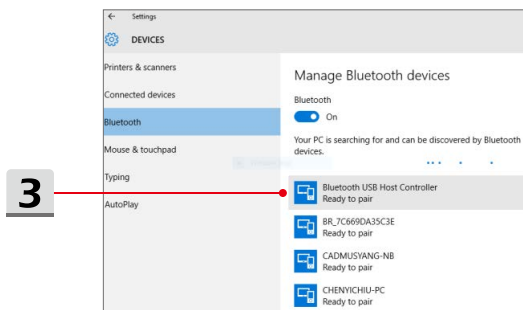 ← Settings
DEVICES
Printers & scanners
Connected devices
Bluetooth
Mouse & touchpad
Typing
AutoPlay
Manage Bluetooth devices
Bluetooth
On
Your PC is searching for and can be discovered by Bluetooth
devices.
Bluetooth USB Host Controller
Ready to pair
BR_7C669DA35C3E
Ready to pair
CADMUSYANG-NB
Ready to pair
CHENYICHIU-PC
Ready to pair
3